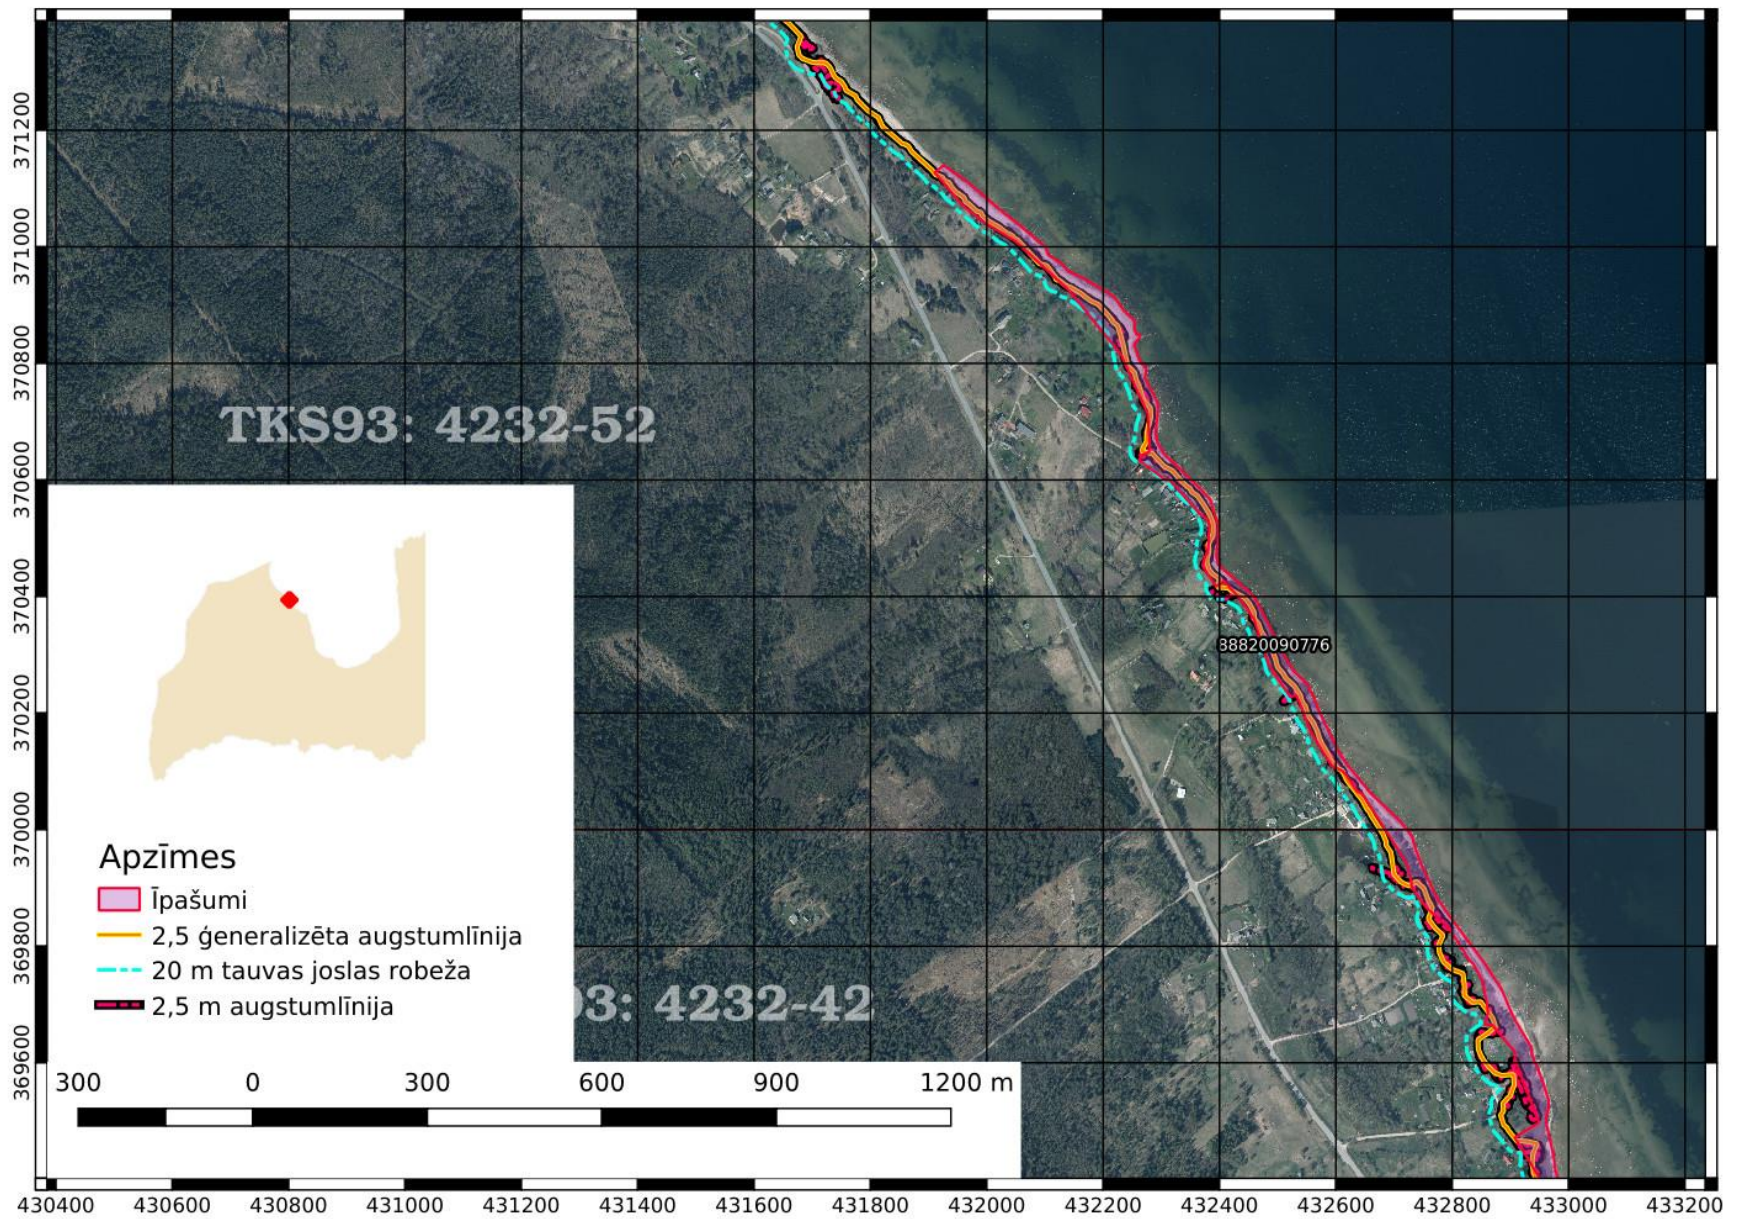 371200
371000
370800
370600
370400
370200
370000
369800
369600
TKS93: 4232-52
88820090776
93: 4232-42
Apzīmes
Īpašumi
2,5 ģeneralizēta augstumlīnija
20 m tauvas joslas robeža
2,5 m augstumlīnija
300 0 300 600 900 1200 m
430400 430600 430800 431000 431200 431400 431600 431800 432000 432200 432400 432600 432800 433000 433200